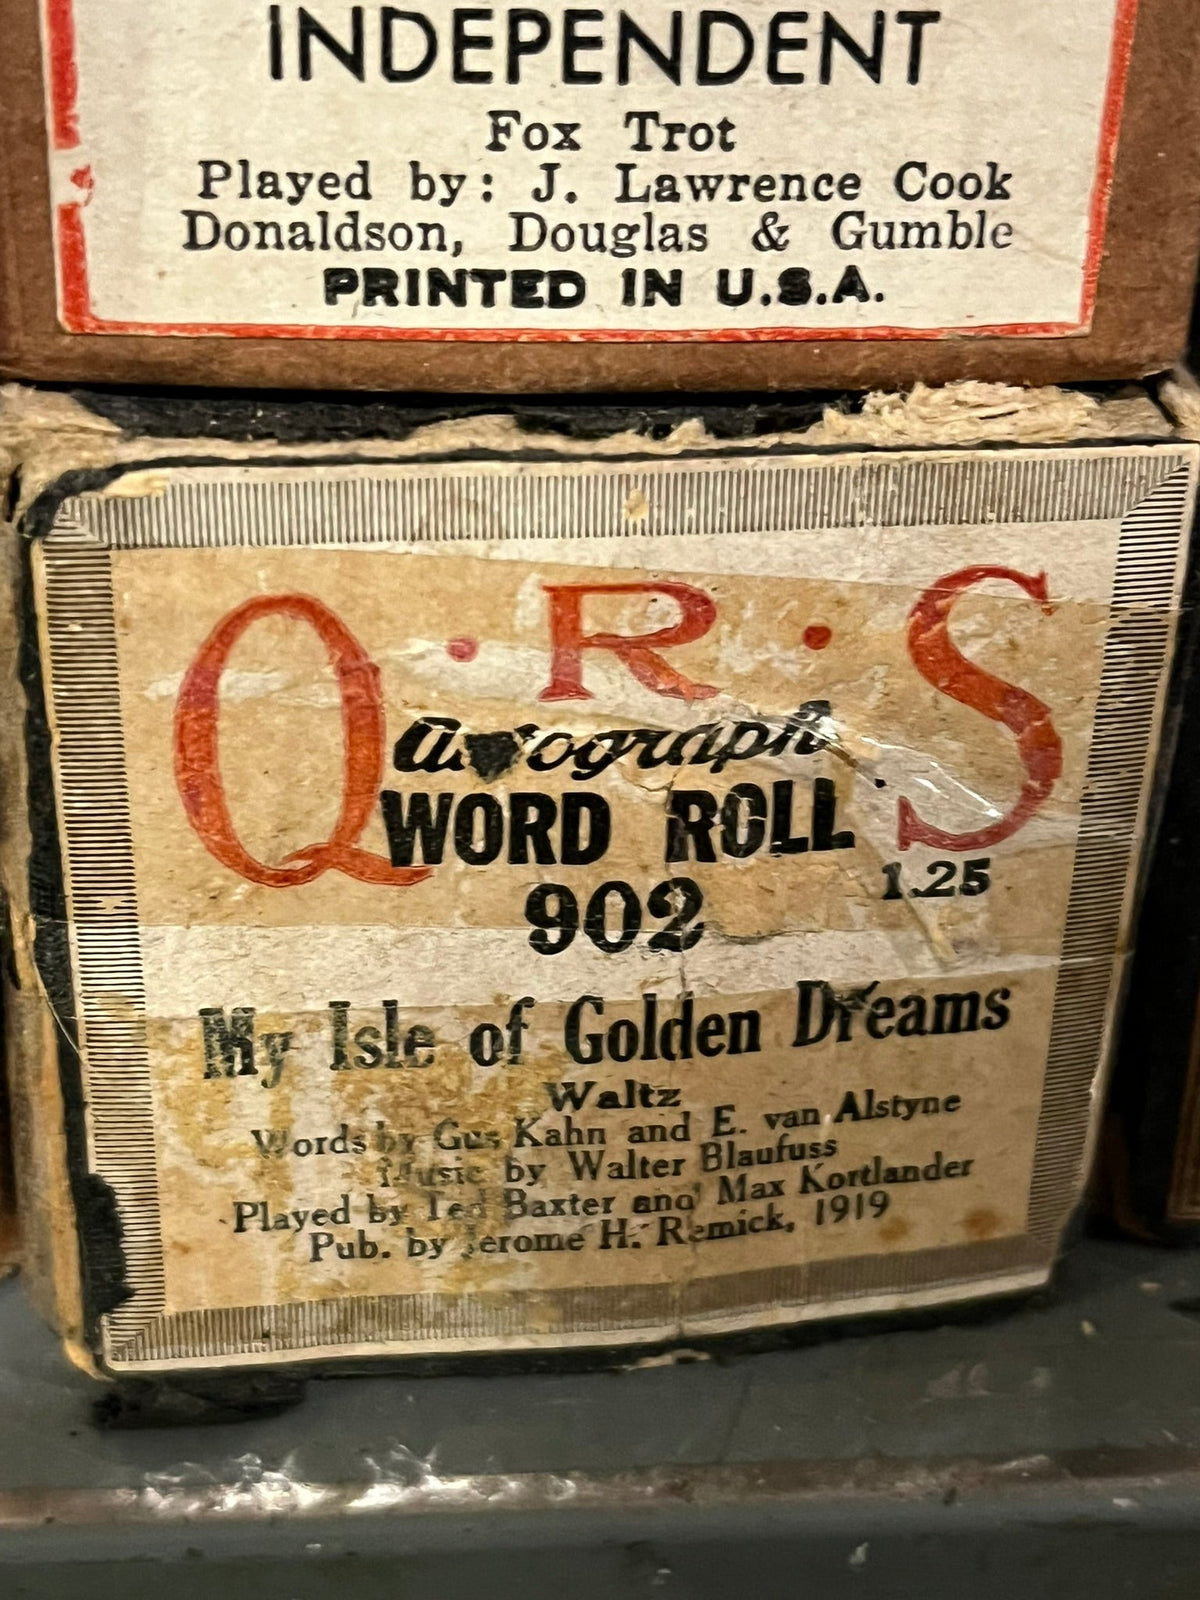 INDEPENDENT
Fox Trot
Played by: J. Lawrence Cook
Donaldson, Douglas & Gumble
PRINTED IN U.S.A.
Q·R·S
Autograph
WORD ROLL
1.25
902
My Isle of Golden Dreams
Waltz
Words by Gus Kahn and E. van Alstyne
Music by Walter Blaufuss
Played by Ted Baxter and Max Kortlander
Pub. by Jerome H. Remick, 1919